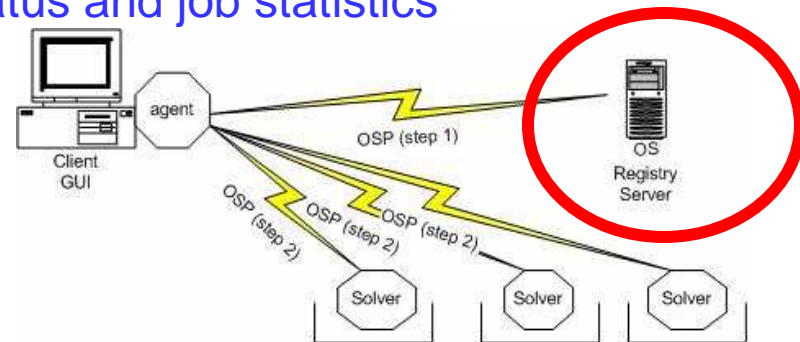 atus and job statistics
agent
OSP (step 1)
Client
GUI
OS
Registry
Server
OSP (step 2)
OSP (step 2)
OSP (step 2)
Solver
Solver
Solver